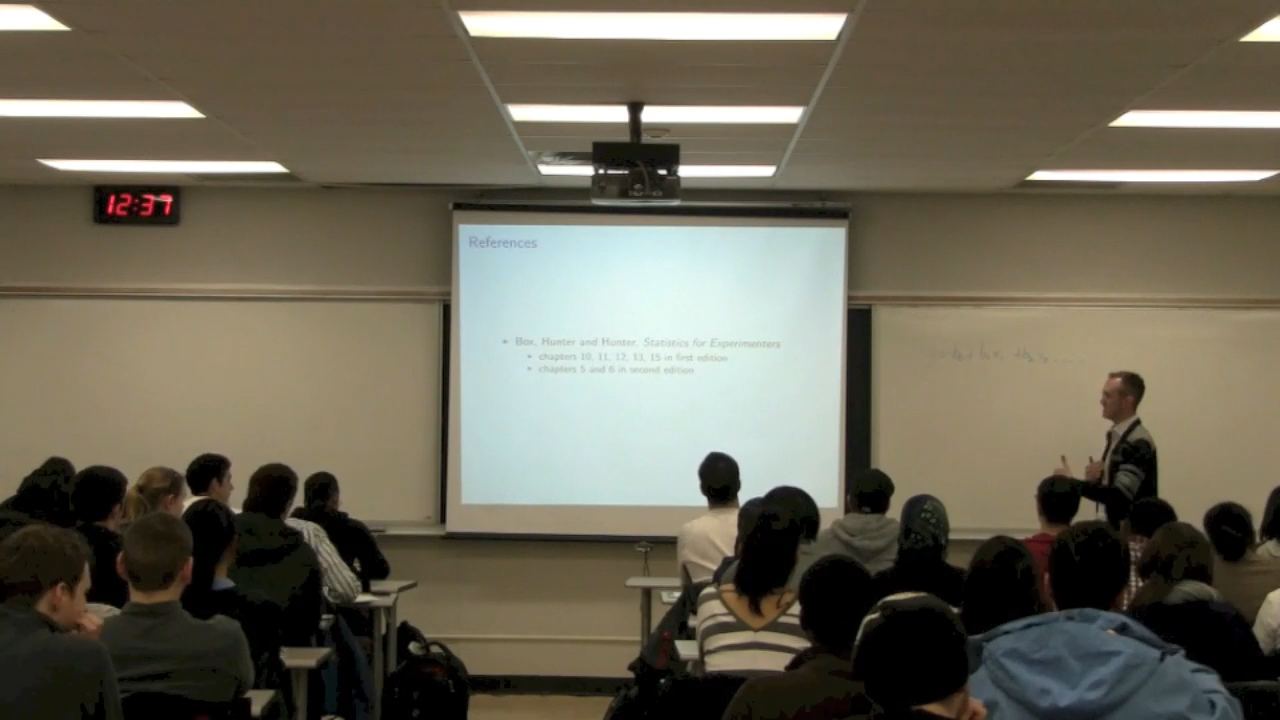 12:37
References
Box, Hunter and Hunter, Statistics for Experimenters
chapters 10, 11, 12, 13, 15 in first edition
chapters 5 and 6 in second edition